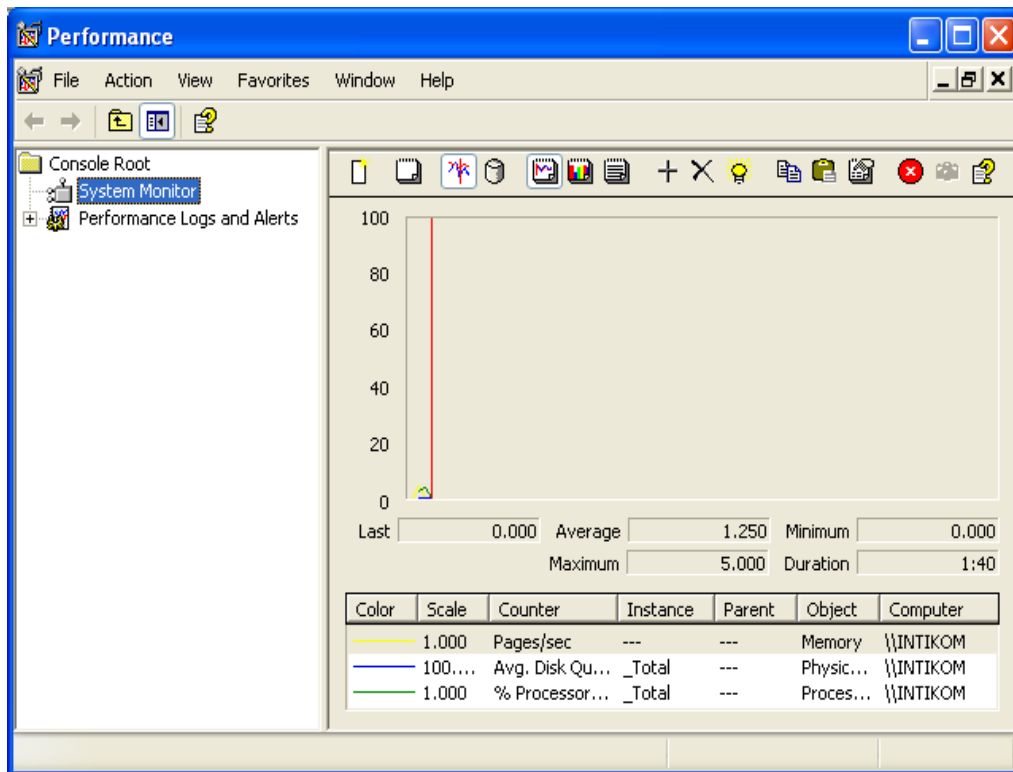 Performance
File Action View Favorites Window Help
Console Root
System Monitor
Performance Logs and Alerts
100
80
60
40
20
0
Last 0.000 Average 1.250 Minimum 0.000
Maximum 5.000 Duration 1:40
Color Scale Counter Instance Parent Object Computer
1.000 Pages/sec --- --- Memory \\INTIKOM
100.... Avg. Disk Qu... _Total --- Physic... \\INTIKOM
1.000 % Processor... _Total --- Proces... \\INTIKOM